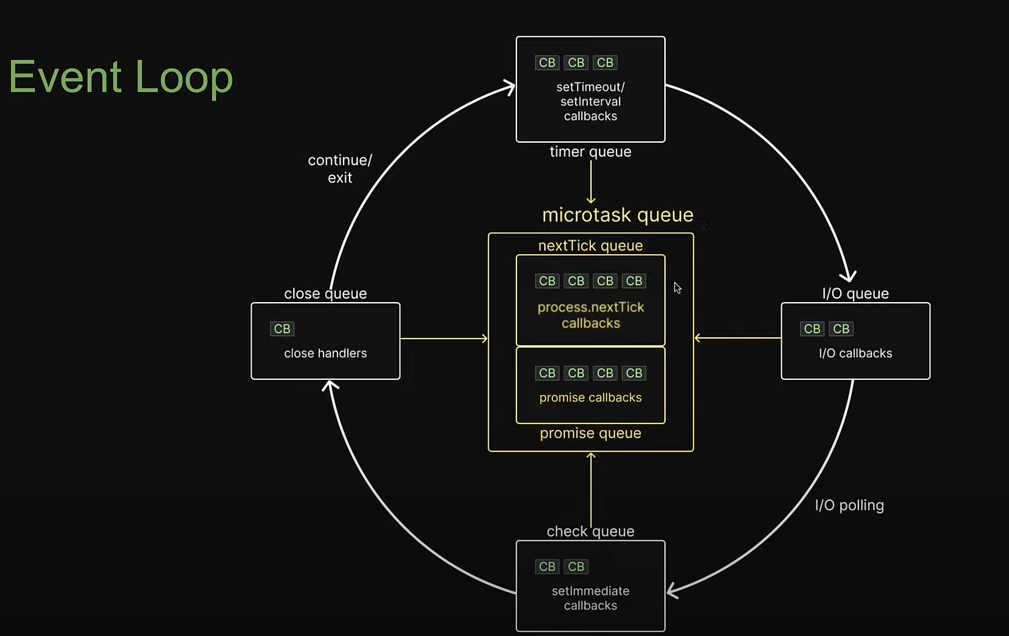 Event Loop
CB CB CB
setTimeout/
setInterval
callbacks
timer queue
continue/
exit
microtask queue
nextTick queue
CB CB CB CB
process.nextTick
callbacks
CB CB CB CB
promise callbacks
promise queue
close queue
CB
close handlers
I/O queue
CB CB
I/O callbacks
I/O polling
check queue
CB CB
setImmediate
callbacks